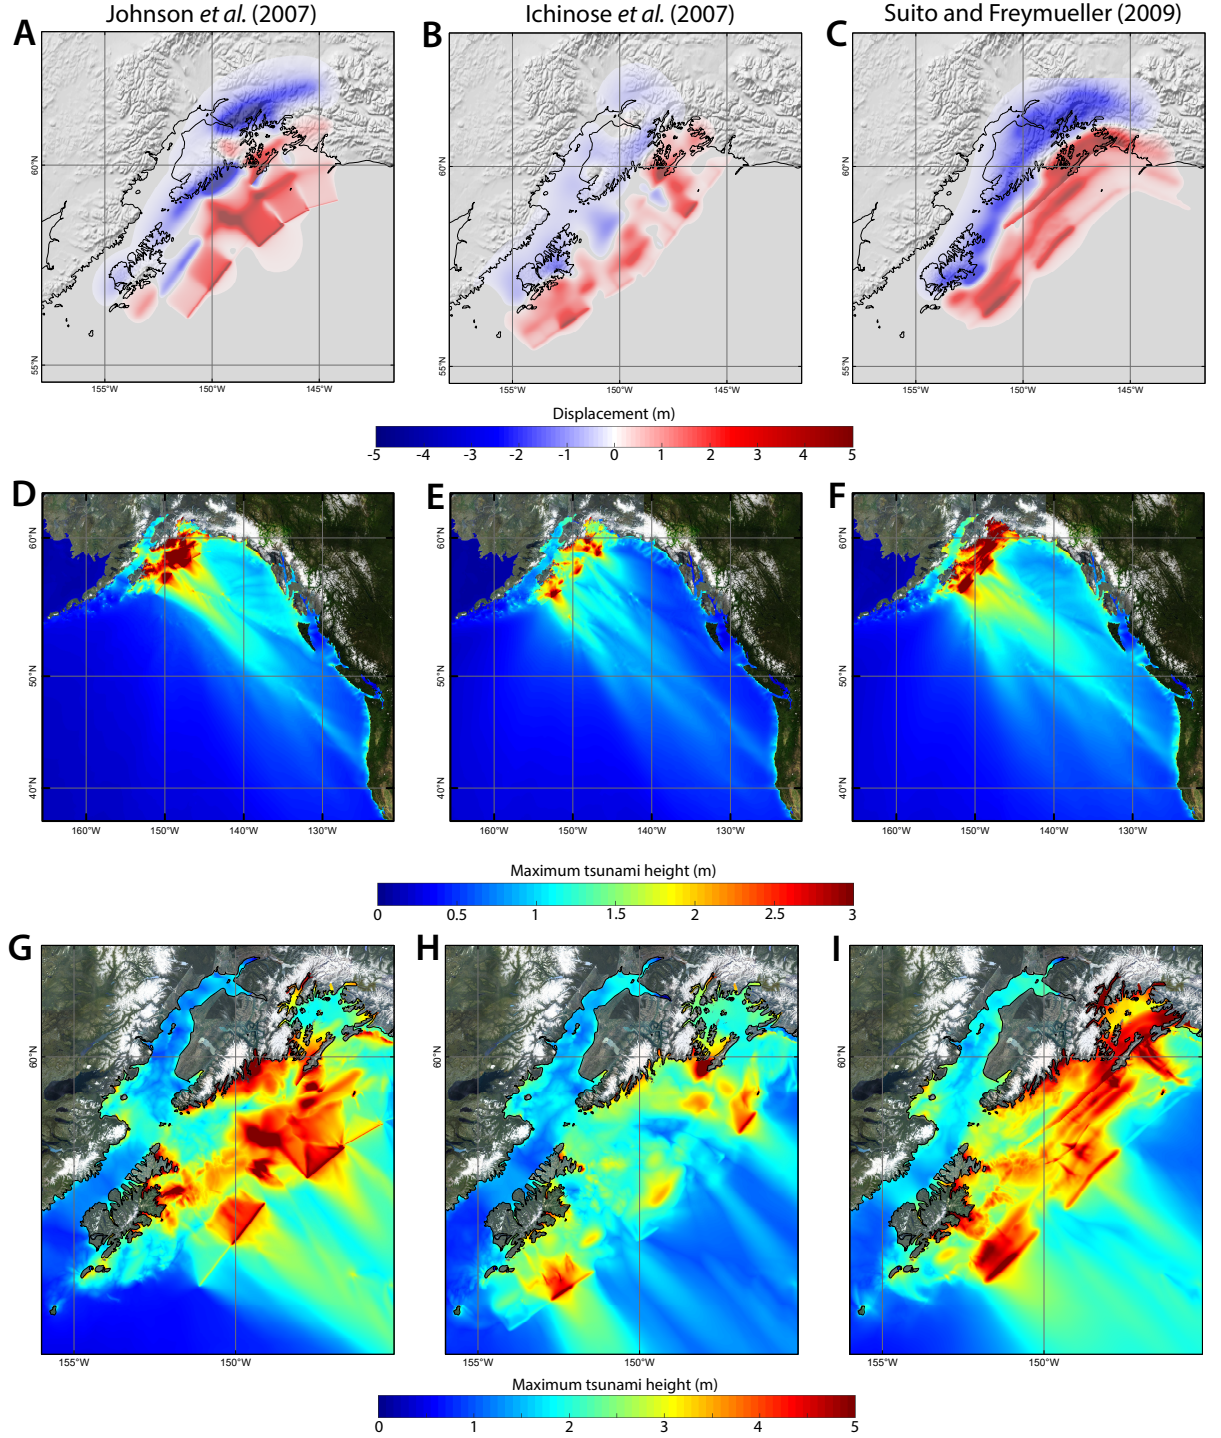 Johnson et al. (2007)
Ichinose et al. (2007)
Suito and Freymueller (2009)
A
B
C
60°N
55°N
155°W
150°W
145°W
60°N
55°N
155°W
150°W
145°W
60°N
55°N
155°W
150°W
145°W
Displacement (m)
-5 -4 -3 -2 -1 0 1 2 3 4 5
D
E
F
60°N
50°N
40°N
160°W
150°W
140°W
130°W
60°N
50°N
40°N
160°W
150°W
140°W
130°W
60°N
50°N
40°N
160°W
150°W
140°W
130°W
Maximum tsunami height (m)
0 0.5 1 1.5 2 2.5 3
G
H
I
60°N
155°W
150°W
60°N
155°W
150°W
60°N
155°W
150°W
Maximum tsunami height (m)
0 1 2 3 4 5